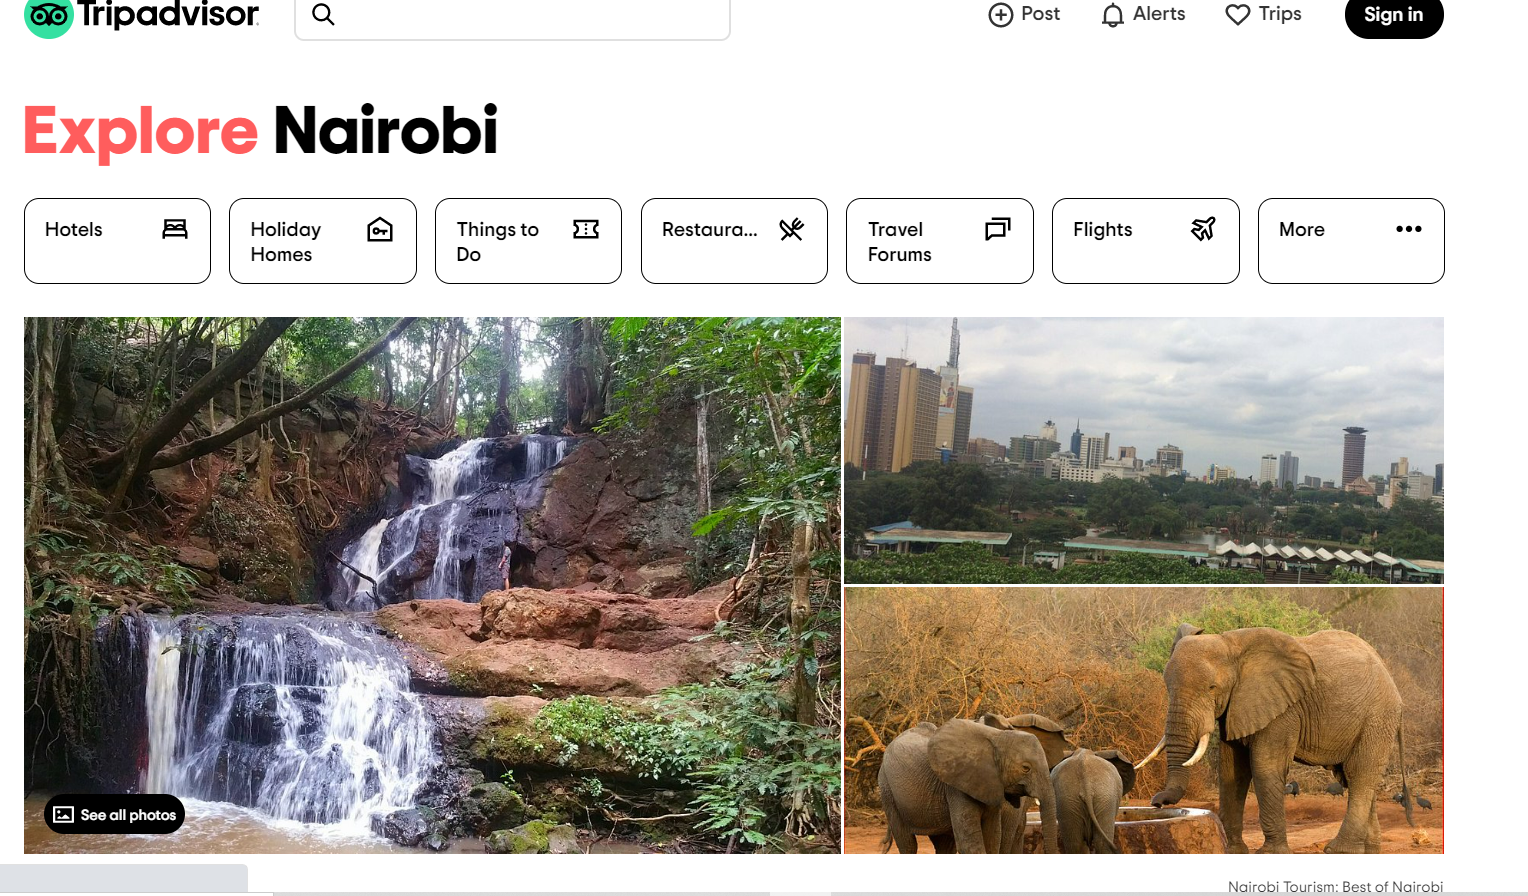 Tripadvisor
Post
Alerts
Trips
Sign in
Explore Nairobi
Hotels
Holiday
Homes
Things to
Do
Restaura...
Travel
Forums
Flights
More
See all photos
Nairobi Tourism: Best of Nairobi